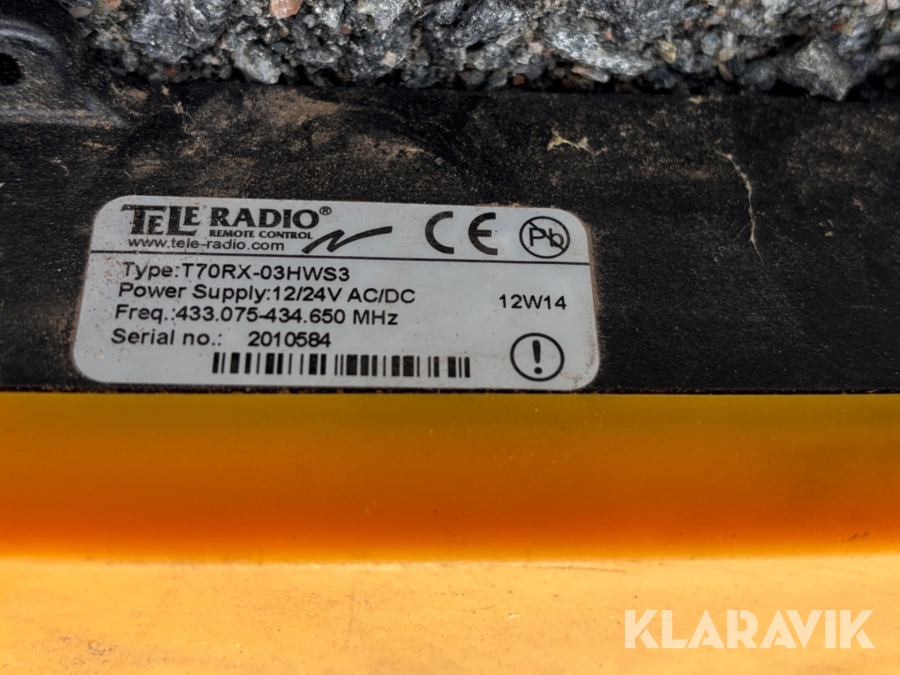 TELE RADIO®
REMOTE CONTROL
www.tele-radio.com
CE
Pb
Type:T70RX-03HWS3
Power Supply:12/24V AC/DC
12W14
Freq.:433.075-434.650 MHz
Serial no.: 2010584
KLARAVIK